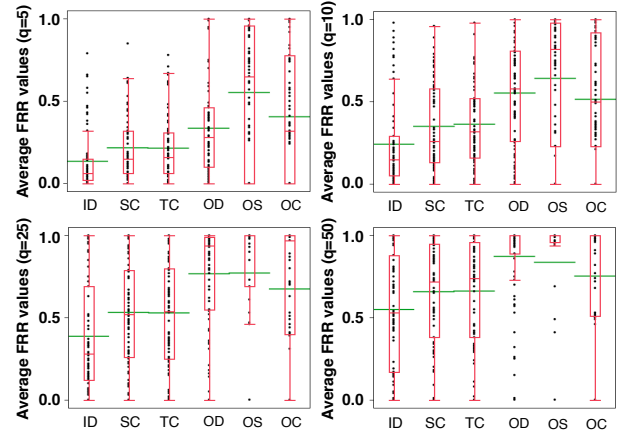 Average FRR values (q=5)
1.0
0.5
0.0
ID SC TC OD OS OC
Average FRR values (q=10)
1.0
0.5
0.0
ID SC TC OD OS OC
Average FRR values (q=25)
1.0
0.5
0.0
ID SC TC OD OS OC
Average FRR values (q=50)
1.0
0.5
0.0
ID SC TC OD OS OC